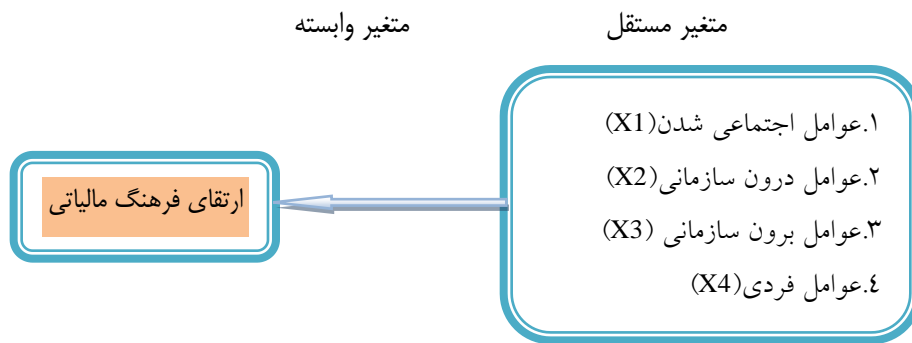 متغیر مستقل
متغیر وابسته
۱.عوامل اجتماعی شدن(X1)
۲.عوامل درون سازمانی(X2)
۳.عوامل برون سازمانی (X3)
٤.عوامل فردی(X4)
ارتقای فرهنگ مالیاتی